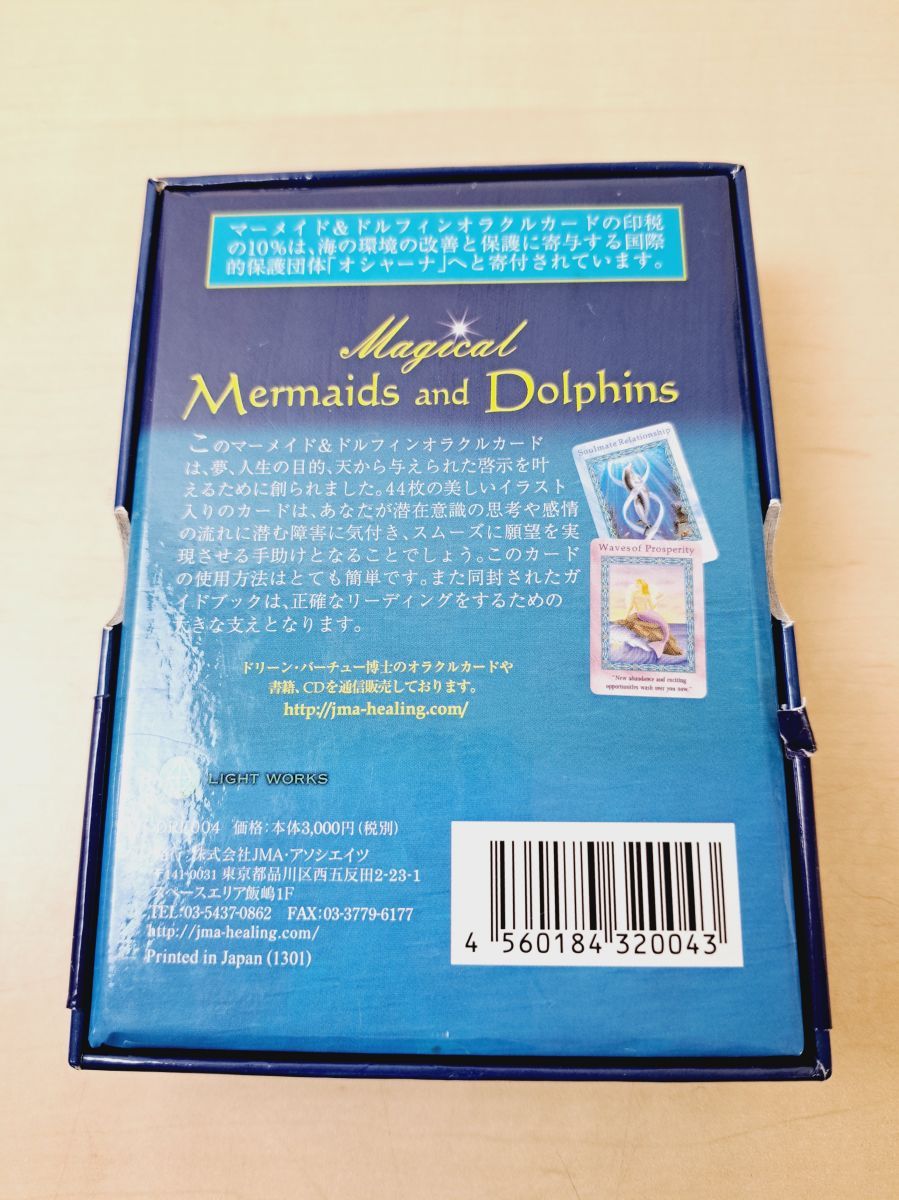 マーメイド&ドルフィンオラクルカードの印税
の10%は、海の環境の改善と保護に寄与する国際
的保護団体「オシャーナ」へと寄付されています。
Magical
Mermaids and Dolphins
このマーメイド&ドルフィンオラクルカード
は、夢、人生の目的、天から与えられた啓示を叶
えるために創られました。44枚の美しいイラスト
入りのカードは、あなたが潜在意識の思考や感情
の流れに潜む障害に気付き、スムーズに願望を実
現させる手助けとなることでしょう。このカード
の使用方法はとても簡単です。また同封されたガ
イドブックは、正確なリーディングをするための
大きな支えとなります。
Soulmate Relationship
Waves of Prosperity
"New abundance and exciting
opportunities wash over you now."
ドリーン・バーチュー博士のオラクルカードや
書籍、CDを通信販売しております。
http://jma-healing.com/
LIGHT WORKS
価格:本体3,000円(税別)
株式会社JMA・アソシエイツ
〒141-0031 東京都品川区西五反田2-23-1
スペースエリア飯嶋1F
TEL:03-5437-0862 FAX:03-3779-6177
http://jma-healing.com/
Printed in Japan (1301)
4 560184 320043